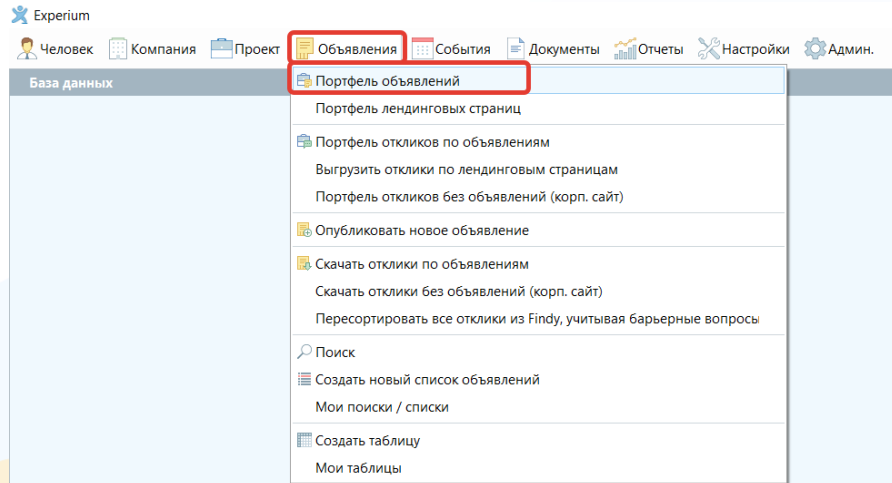 Experium
Человек Компания Проект Объявления События Документы Отчеты Настройки Админ.
База данных
Портфель объявлений
Портфель лендинговых страниц
Портфель откликов по объявлениям
Выгрузить отклики по лендинговым страницам
Портфель откликов без объявлений (корп. сайт)
Опубликовать новое объявление
Скачать отклики по объявлениям
Скачать отклики без объявлений (корп. сайт)
Пересортировать все отклики из Findy, учитывая барьерные вопросы
Поиск
Создать новый список объявлений
Мои поиски / списки
Создать таблицу
Мои таблицы